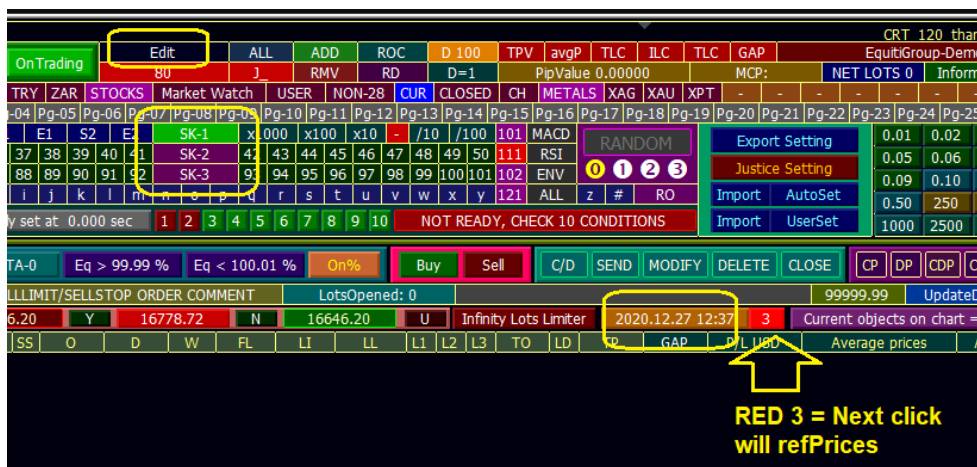 CRT 120 than
OnTrading Edit ALL ADD ROC D 100 TPV avgP TLC ILC TLC GAP EquitiGroup-Demo
80 J_ RMV RD D=1 PipValue 0.00000 MCP: NET LOTS 0 Inform
TRY ZAR STOCKS Market Watch USER NON-28 CUR CLOSED CH METALS XAG XAU XPT - - - - - -
-04 Pg-05 Pg-06 Pg-07 Pg-08 Pg-09 Pg-10 Pg-11 Pg-12 Pg-13 Pg-14 Pg-15 Pg-16 Pg-17 Pg-18 Pg-19 Pg-20 Pg-21 Pg-22 Pg-23 Pg-24 Pg-25
E1 S2 E2 SK-1 x1000 x100 x10 - /10 /100 101 MACD RANDOM Export Setting 0.01 0.02
37 38 39 40 41 SK-2 42 43 44 45 46 47 48 49 50 111 RSI Justice Setting 0.05 0.06
88 89 90 91 92 SK-3 93 94 95 96 97 98 99 100 101 102 ENV 0 1 2 3 0.09 0.10
i j k l m n o p q r s t u v w x y 121 ALL z # RO Import AutoSet 0.50 250
y set at 0.000 sec 1 2 3 4 5 6 7 8 9 10 NOT READY, CHECK 10 CONDITIONS Import UserSet 1000 2500
TA-0 Eq > 99.99 % Eq < 100.01 % On% Buy Sell C/D SEND MODIFY DELETE CLOSE CP DP CDP
LLLIMIT/SELLSTOP ORDER COMMENT LotsOpened: 0 99999.99 UpdateD
6.20 Y 16778.72 N 16646.20 U Infinity Lots Limiter 2020.12.27 12:37 3 Current objects on chart =
SS O D W FL LI LL L1 L2 L3 TO LD TP GAP P/L USD Average prices
RED 3 = Next click
will refPrices